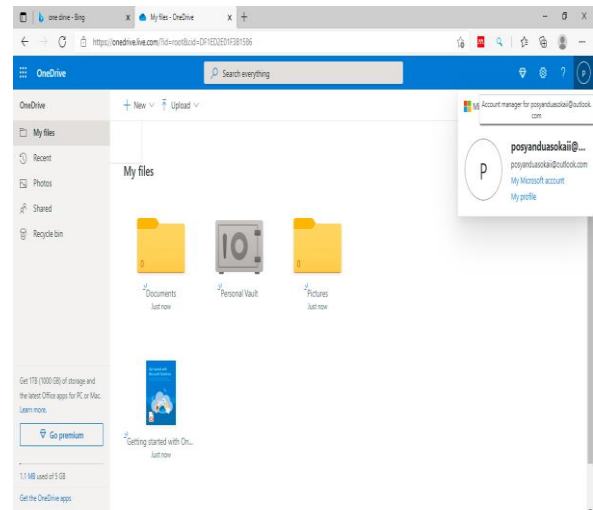 one drive - Bing
My files - OneDrive
https://onedrive.live.com/?id=root&cid=DF1ED2E01F381586
OneDrive
Search everything
OneDrive
New
Upload
My files
Recent
Photos
Shared
Recycle bin
Account manager for posyanduasokaii@outlook.
com
P
P
posyanduasokaii@...
posyanduasokaii@outlook.com
My Microsoft account
My profile
My files
0
Documents
Just now
Personal Vault
0
Pictures
Just now
Getting started with On...
Just now
Get 1TB (1000 GB) of storage and
the latest Office apps for PC or Mac.
Learn more.
Go premium
1.1 MB used of 5 GB
Get the OneDrive apps